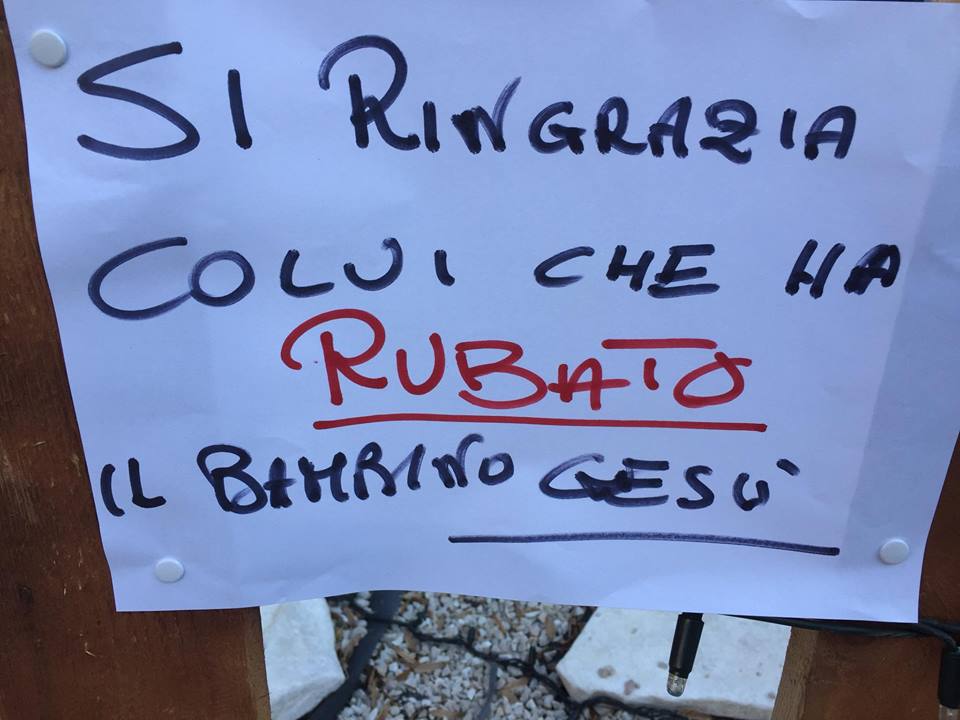 SI RINGRAZIA
COLUI CHE HA
RUBATO
IL BAMBINO GESÙ